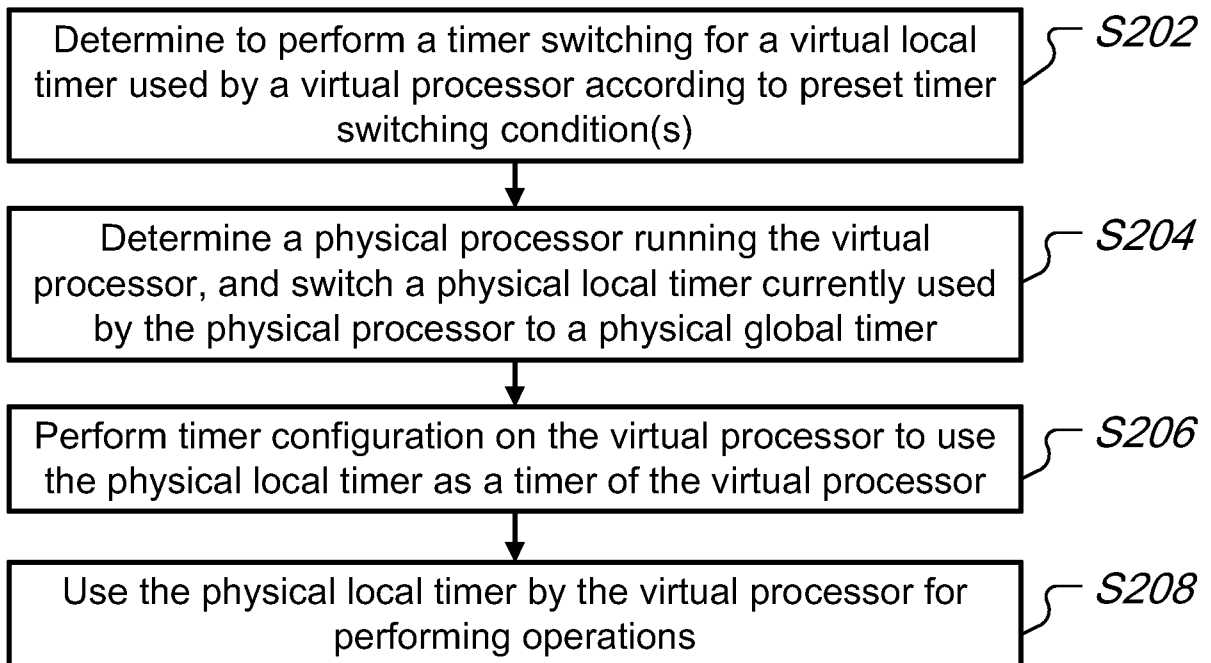 Determine to perform a timer switching for a virtual local
timer used by a virtual processor according to preset timer
switching condition(s)
S202
Determine a physical processor running the virtual
processor, and switch a physical local timer currently used
by the physical processor to a physical global timer
S204
Perform timer configuration on the virtual processor to use
the physical local timer as a timer of the virtual processor
S206
Use the physical local timer by the virtual processor for
performing operations
S208